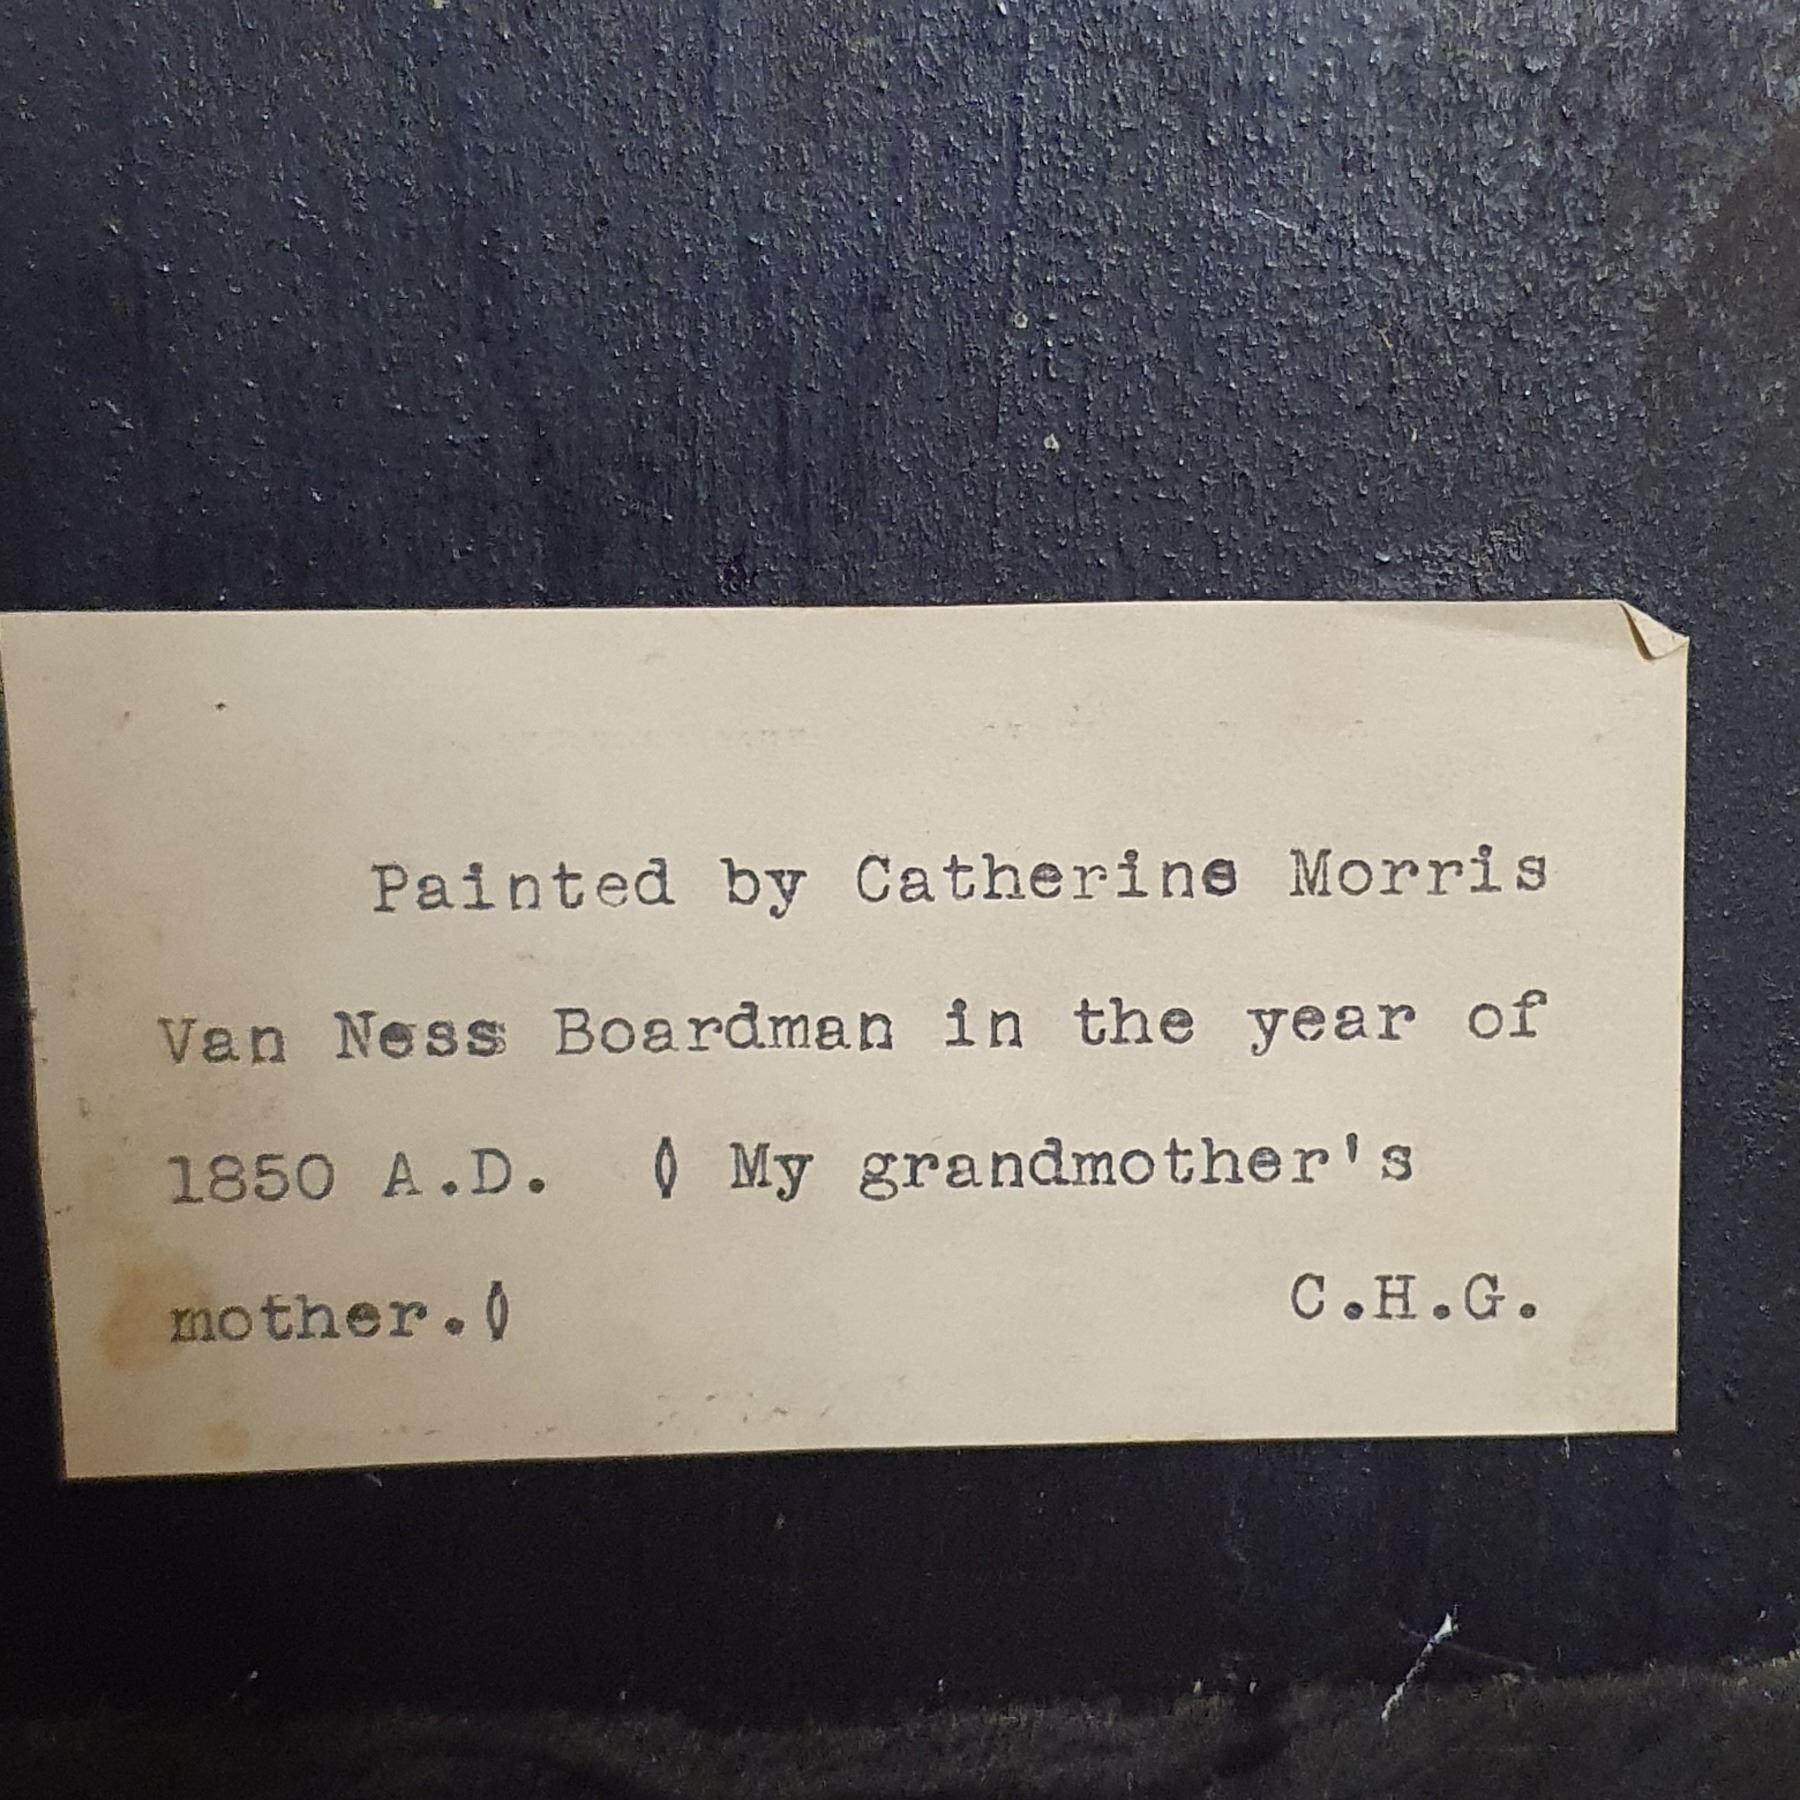 Painted by Catherine Morris
Van Ness Boardman in the year of
1850 A.D. () My grandmother's
mother.() C.H.G.